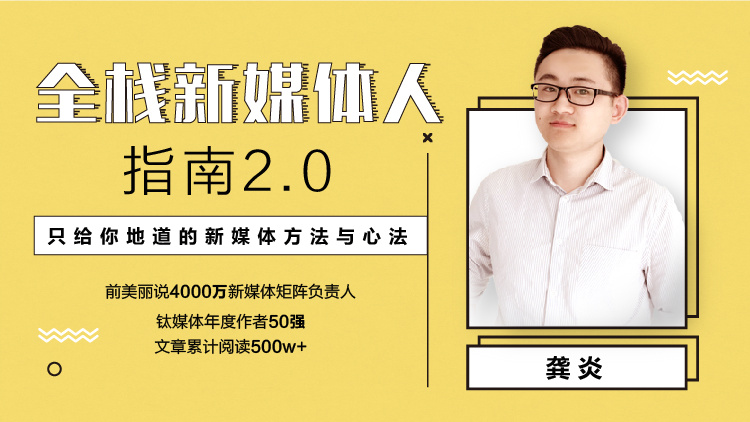 全栈新媒体人
指南2.0
只给你地道的新媒体方法与心法
前美丽说4000万新媒体矩阵负责人
钛媒体年度作者50强
文章累计阅读500w+
龚炎